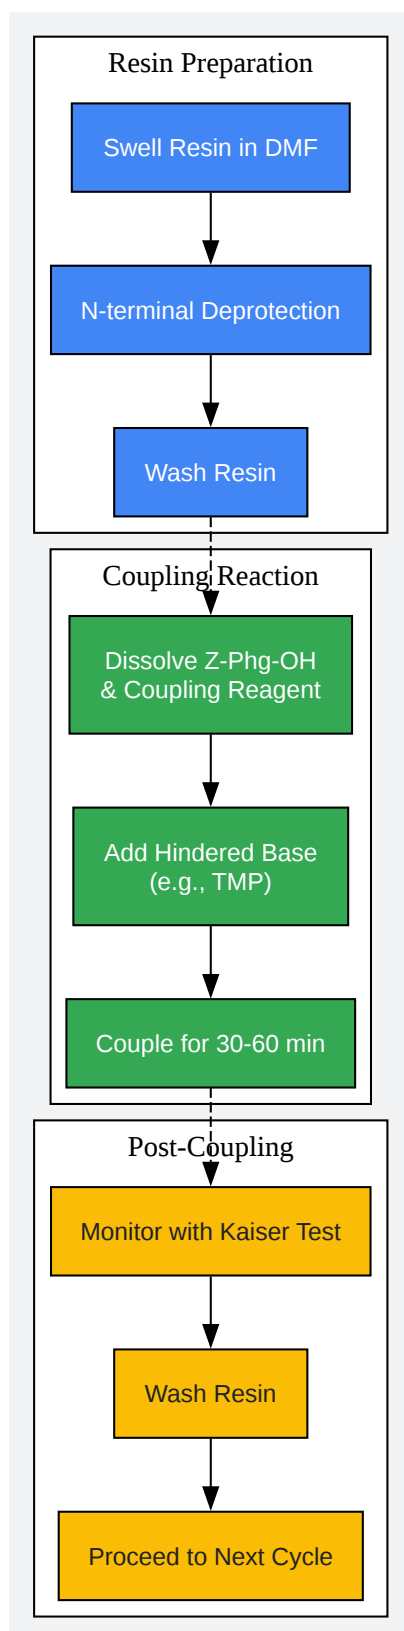 Resin Preparation
Swell Resin in DMF
N-terminal Deprotection
Wash Resin
Coupling Reaction
Dissolve Z-Phg-OH
& Coupling Reagent
Add Hindered Base
(e.g., TMP)
Couple for 30-60 min
Post-Coupling
Monitor with Kaiser Test
Wash Resin
Proceed to Next Cycle